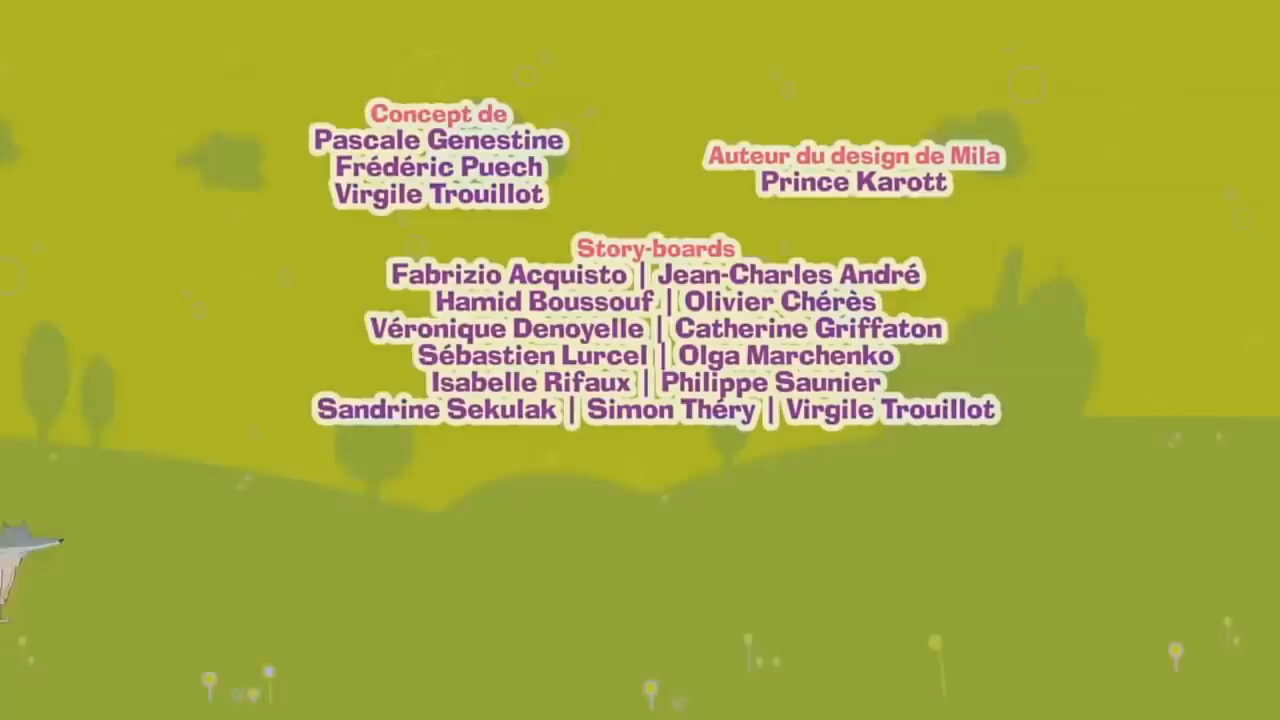 Concept de
Pascale Genestine
Frédéric Puech
Virgile Trouillot
Auteur du design de Mila
Prince Karott
Story-boards
Fabrizio Acquisto | Jean-Charles André
Hamid Boussouf | Olivier Chérès
Véronique Denoyelle | Catherine Griffaton
Sébastien Lurcel | Olga Marchenko
Isabelle Rifaux | Philippe Saunier
Sandrine Sekulak | Simon Théry | Virgile Trouillot